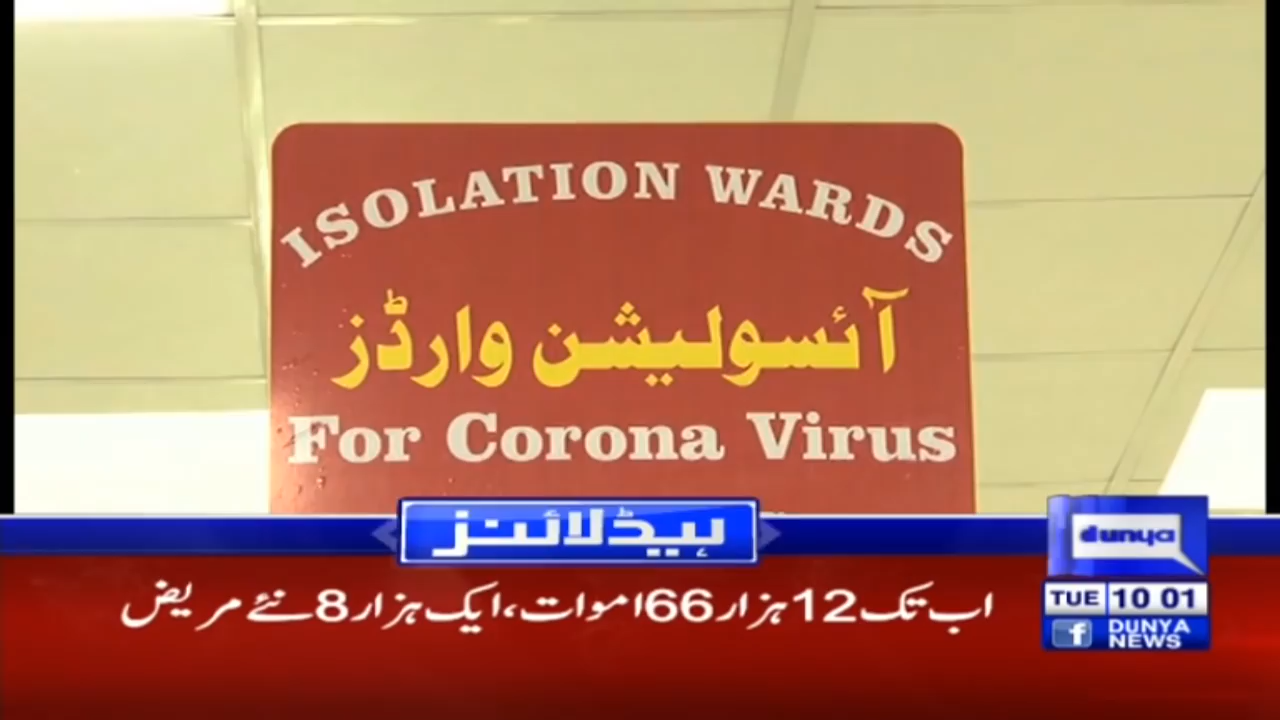 ISOLATION WARDS
آئسولیشن وارڈز
For Corona Virus
ہیڈلائنز
dunya
اب تک 12 ہزار 66 اموات، ایک ہزار 8 نئے مریض
TUE 10 01
DUNYA
NEWS